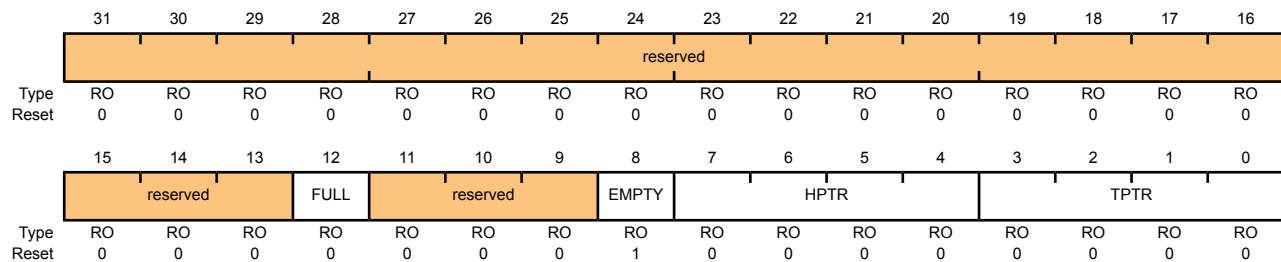 31 30 29 28 27 26 25 24 23 22 21 20 19 18 17 16
reserved
Type RO RO RO RO RO RO RO RO RO RO RO RO RO RO RO RO
Reset 0 0 0 0 0 0 0 0 0 0 0 0 0 0 0 0
15 14 13 12 11 10 9 8 7 6 5 4 3 2 1 0
reserved FULL reserved EMPTY HPTR TPTR
Type RO RO RO RO RO RO RO RO RO RO RO RO RO RO RO RO
Reset 0 0 0 0 0 0 0 1 0 0 0 0 0 0 0 0